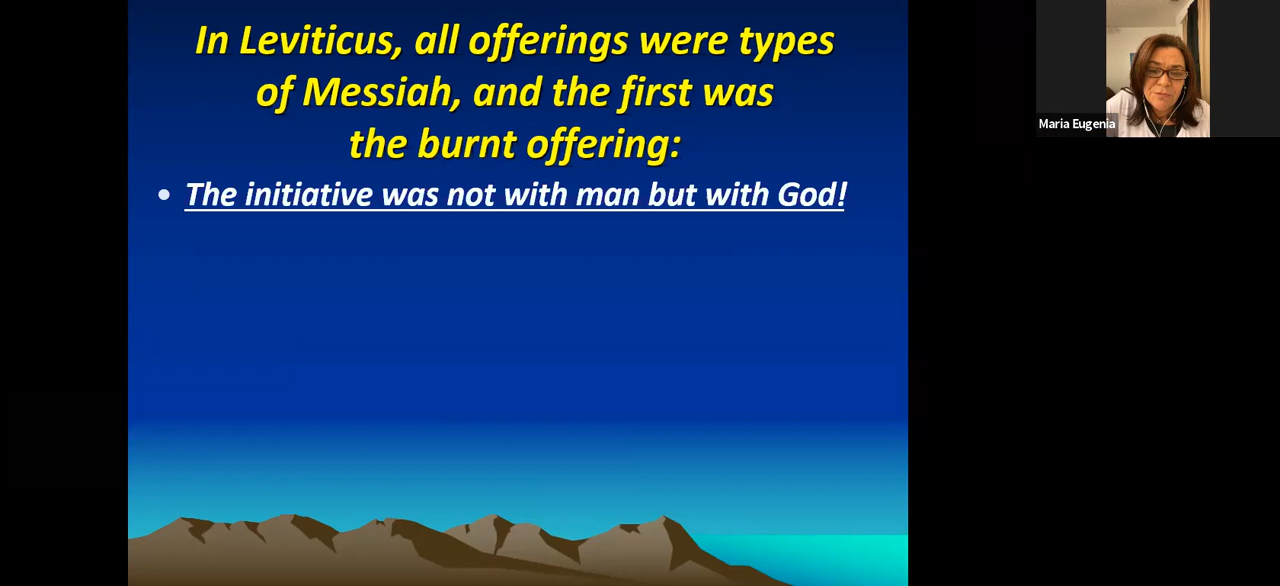 In Leviticus, all offerings were types
of Messiah, and the first was
the burnt offering:
• The initiative was not with man but with God!
Maria Eugenia